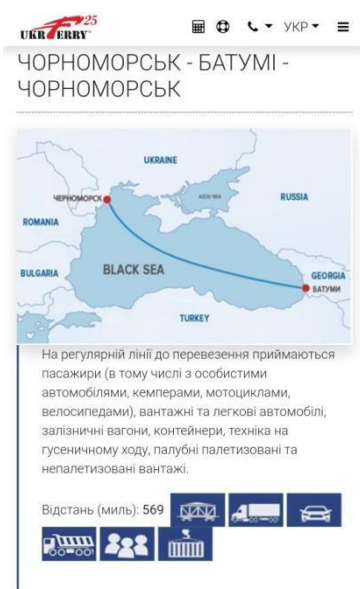 UKRFERRY 25
УКР
ЧОРНОМОРСЬК - БАТУМІ -
ЧОРНОМОРСЬК
UKRAINE
AZOV SEA
RUSSIA
ЧЕРНОМОРСК
ROMANIA
BULGARIA
BLACK SEA
GEORGIA
БАТУМИ
TURKEY
На регулярній лінії до перевезення приймаються
пасажири (в тому числі з особистими
автомобілями, кемперами, мотоциклами,
велосипедами), вантажні та легкові автомобілі,
залізничні вагони, контейнери, техніка на
гусеничному ходу, палубні палетизовані та
непалетизовані вантажі.
Відстань (миль): 569